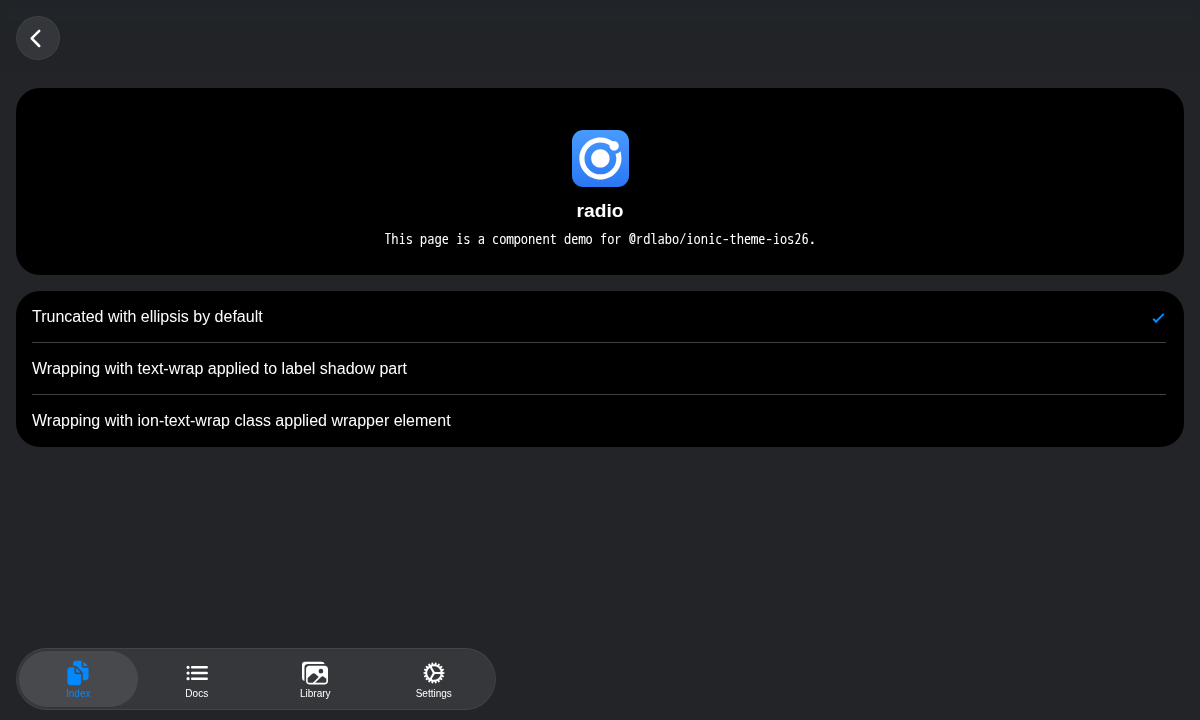 radio
This page is a component demo for @rdlabo/ionic-theme-ios26.
Truncated with ellipsis by default
Wrapping with text-wrap applied to label shadow part
Wrapping with ion-text-wrap class applied wrapper element
Index
Docs
Library
Settings